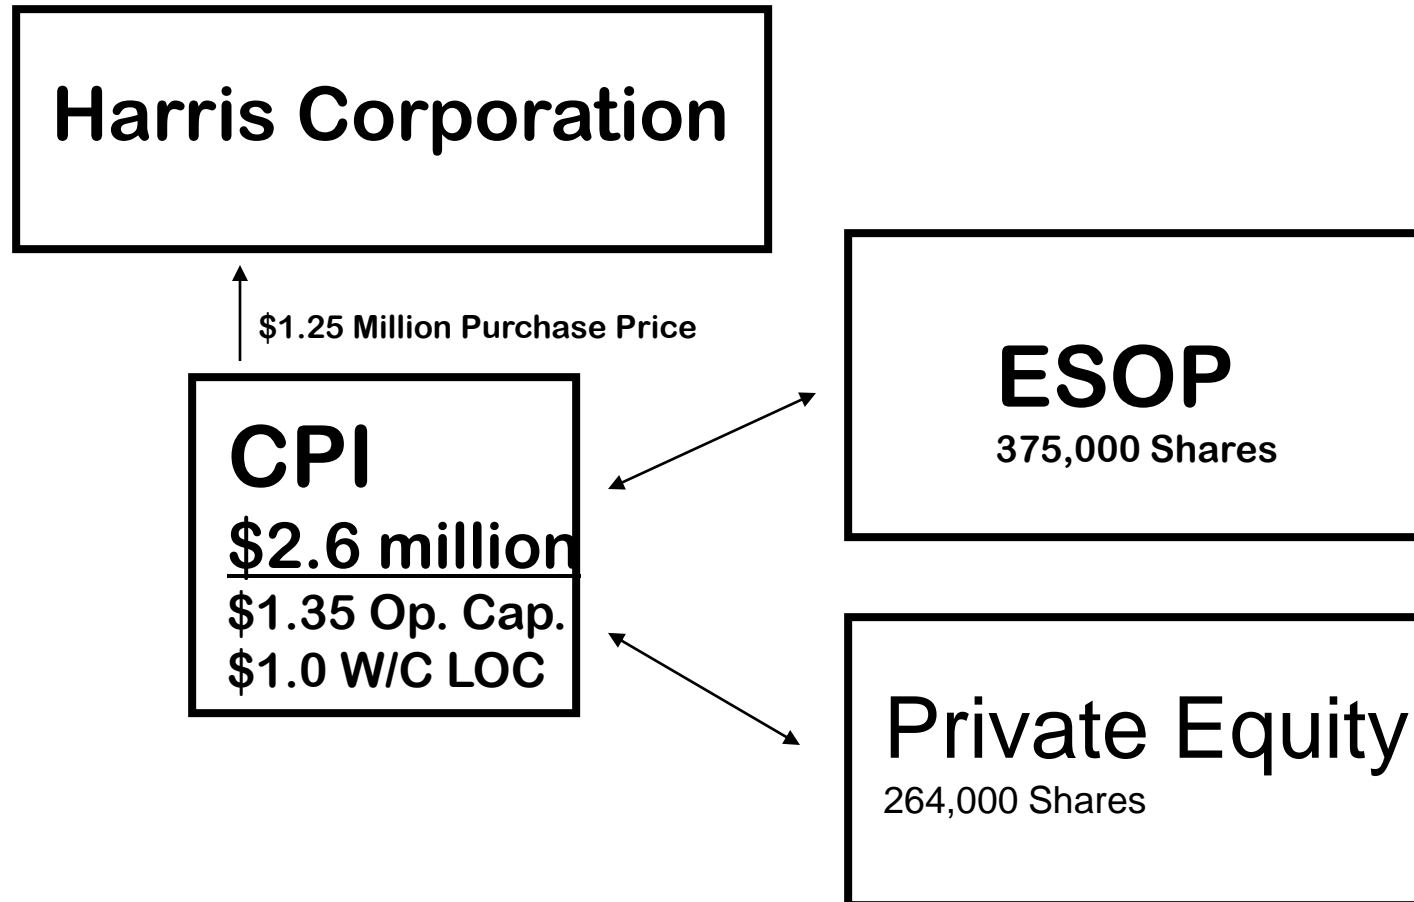 Harris Corporation
$1.25 Million Purchase Price
CPI
$2.6 million
$1.35 Op. Cap.
$1.0 W/C LOC
ESOP
375,000 Shares
Private Equity
264,000 Shares